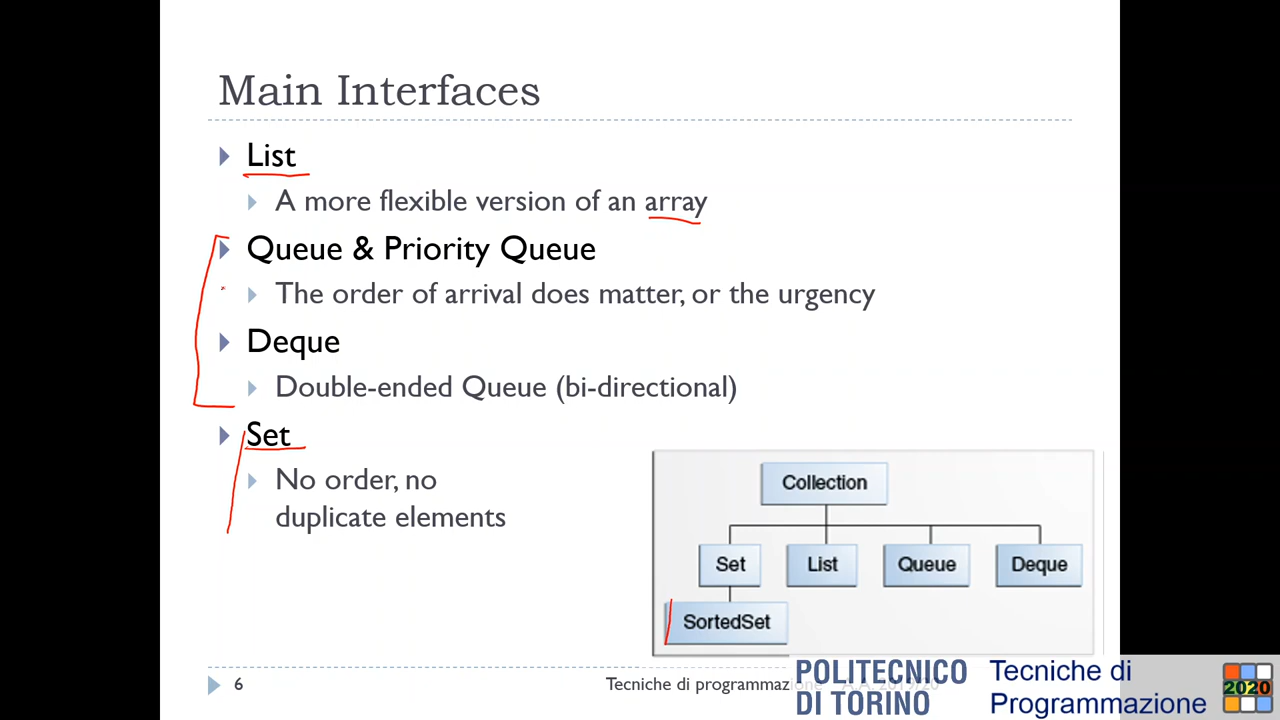 Main Interfaces
List
A more flexible version of an array
Queue & Priority Queue
The order of arrival does matter, or the urgency
Deque
Double-ended Queue (bi-directional)
Set
No order, no
duplicate elements
Collection
Set List Queue Deque
SortedSet
6
Tecniche di programmazione A.A. 2019/20
POLITECNICO
DI TORINO
Tecniche di
Programmazione
2020